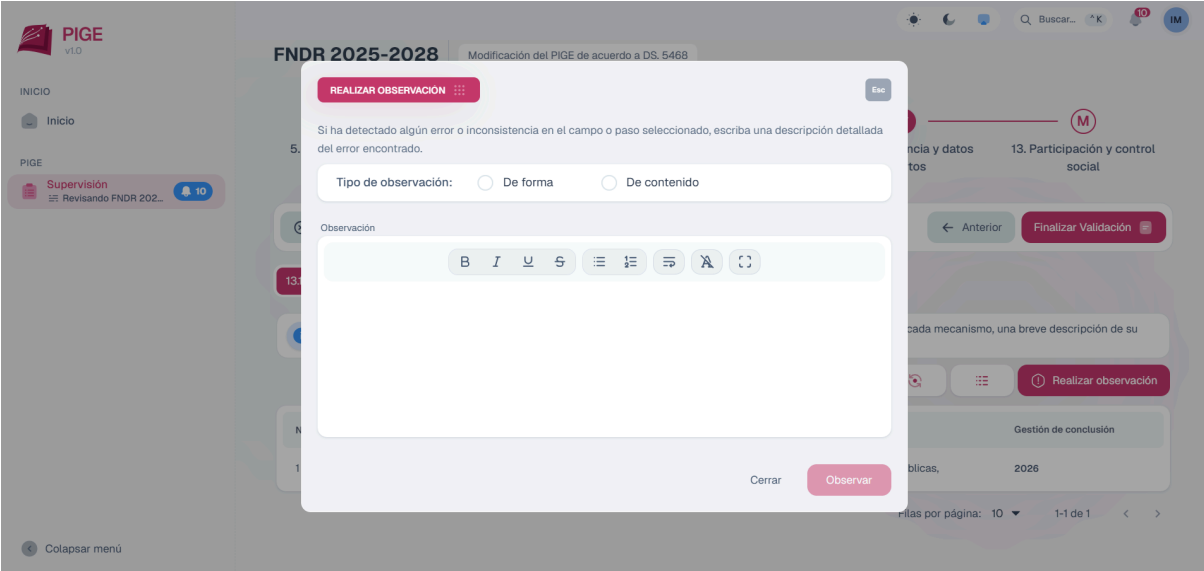 PIGE
v1.0
INICIO
Inicio
PIGE
Supervisión
Revisando FNDR 202...
10
Colapsar menú
Buscar...
^ K
10
IM
FNDR 2025-2028
Modificación del PIGE de acuerdo a DS. 5468
5.
ncia y datos
tos
M
13. Participación y control
social
Anterior
Finalizar Validación
13.1
cada mecanismo, una breve descripción de su
Realizar observación
N
Gestión de conclusión
1
blicas,
2026
Filas por página: 10
1-1 de 1
REALIZAR OBSERVACIÓN
Esc
Si ha detectado algún error o inconsistencia en el campo o paso seleccionado, escriba una descripción detallada
del error encontrado.
Tipo de observación:
De forma
De contenido
Observación
B I U S
Cerrar
Observar